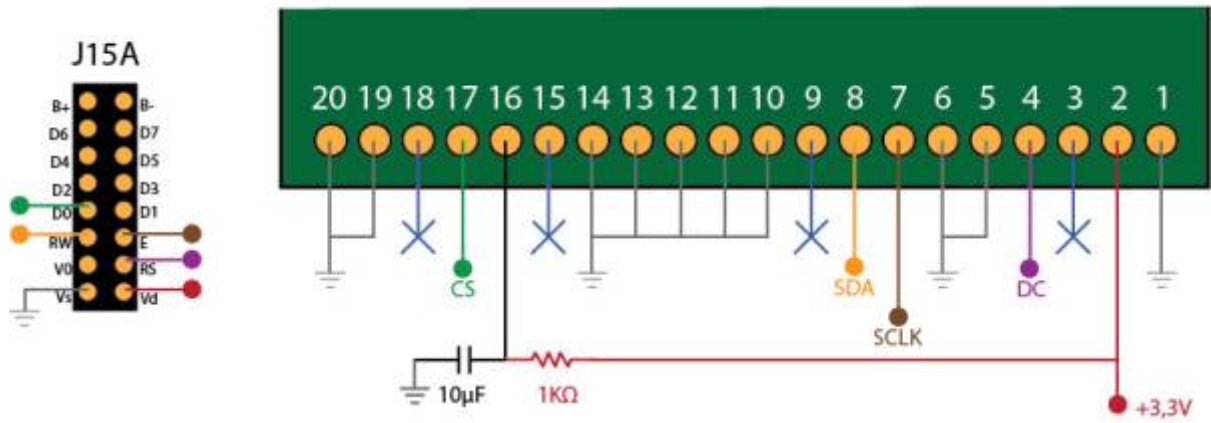 J15A
B+ B-
D6 D7
D4 D5
D2 D3
D0 D1
RW E
V0 RS
Vs Vd
20 19 18 17 16 15 14 13 12 11 10 9 8 7 6 5 4 3 2 1
CS SDA DC
SCLK
10µF 1KΩ
+3,3V